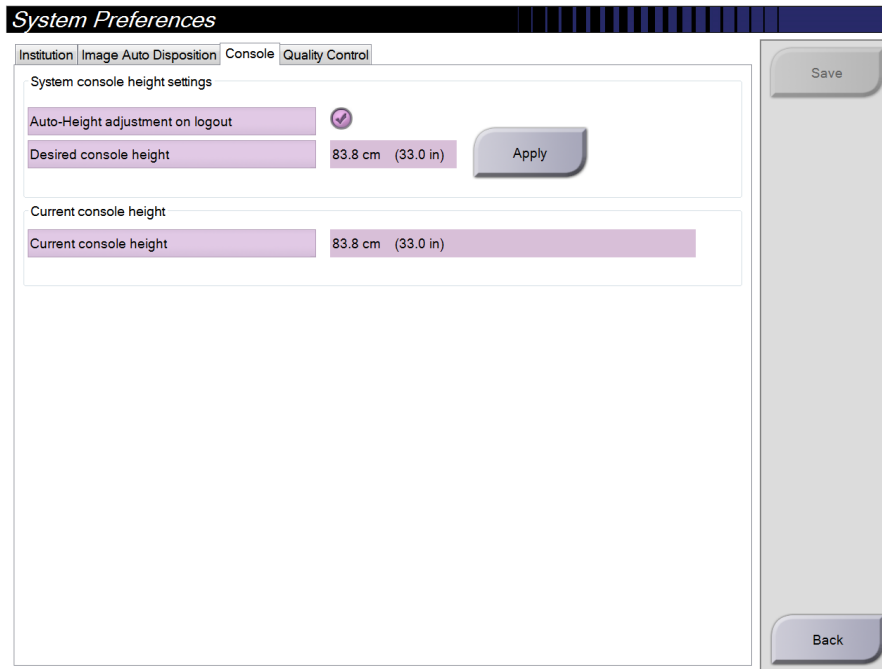 System Preferences
Institution Image Auto Disposition Console Quality Control
System console height settings
Auto-Height adjustment on logout
Desired console height 83.8 cm (33.0 in) Apply
Current console height
Current console height 83.8 cm (33.0 in)
Save
Back